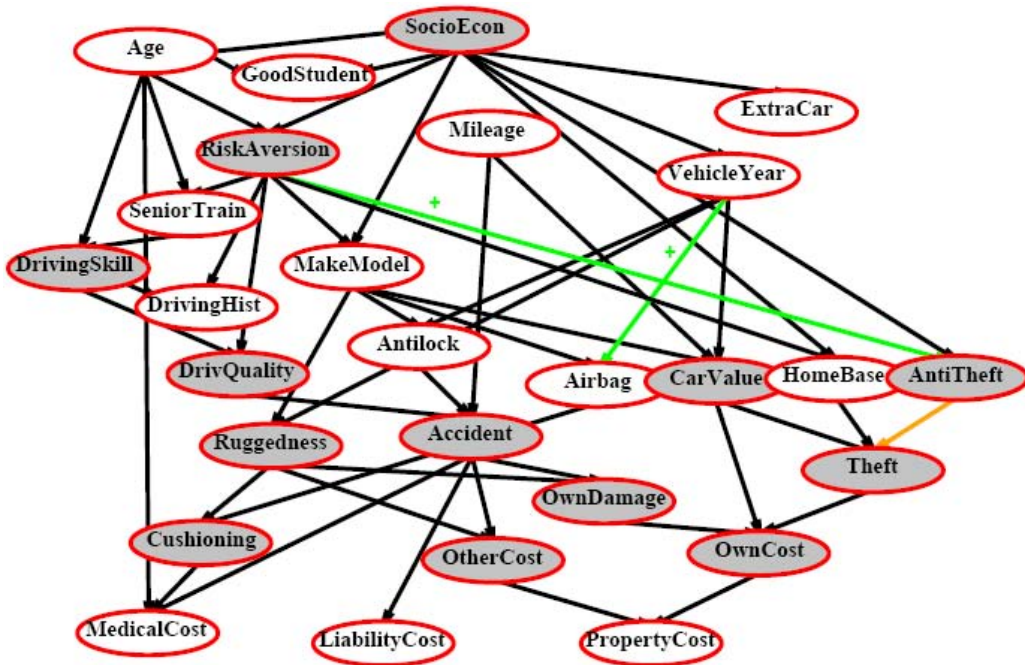 SocioEcon
Age
GoodStudent
ExtraCar
Mileage
RiskAversion
VehicleYear
SeniorTrain
+
+
DrivingSkill
MakeModel
DrivingHist
Antilock
DrivQuality
Airbag
CarValue
HomeBase
AntiTheft
Ruggedness
Accident
Theft
OwnDamage
Cushioning
OtherCost
OwnCost
MedicalCost
LiabilityCost
PropertyCost